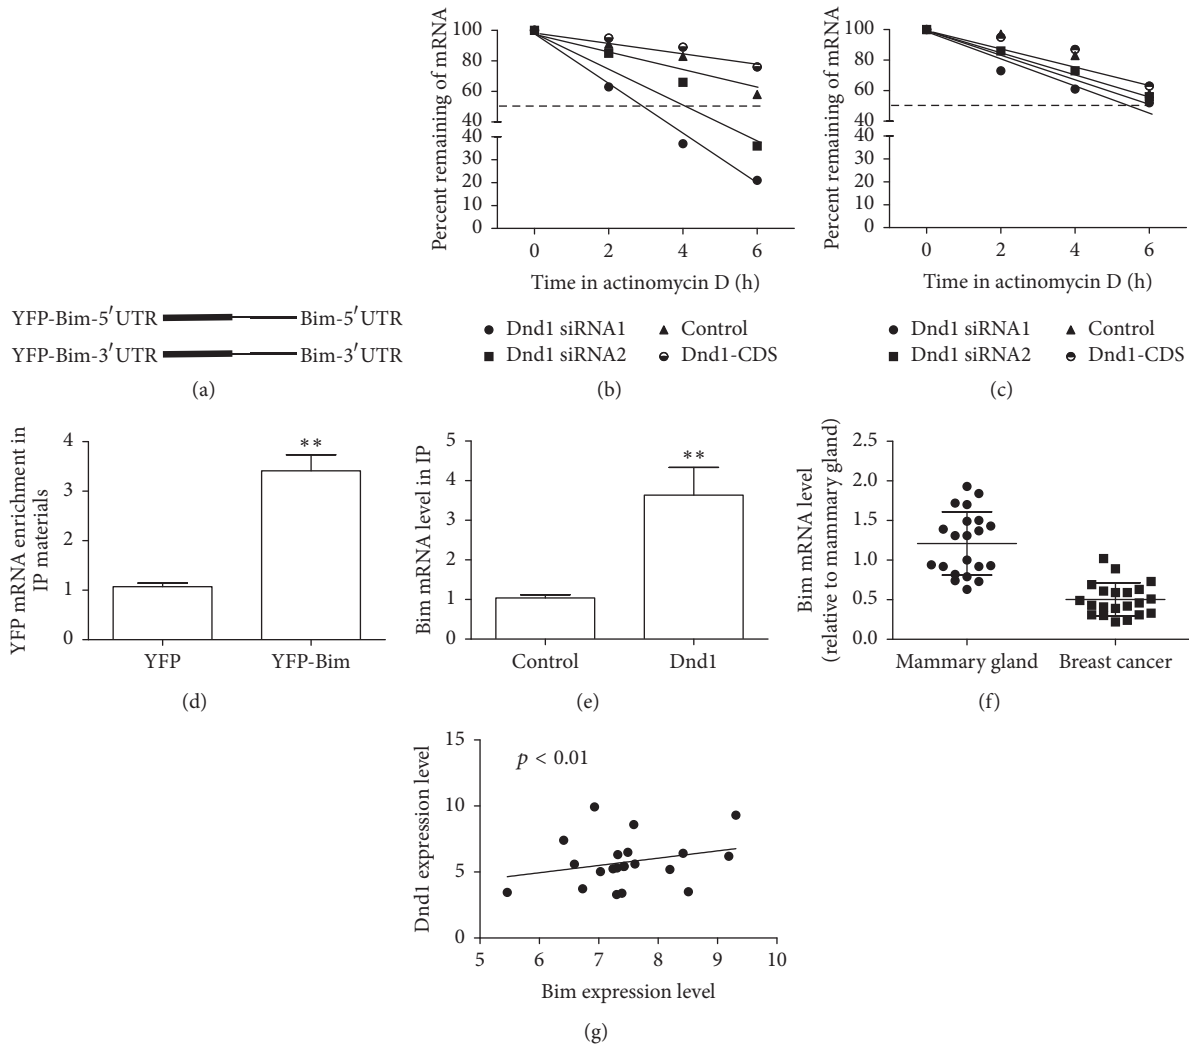 YFP-Bim-5′UTR Bim-5′UTR
YFP-Bim-3′UTR Bim-3′UTR
(a)
Percent remaining of mRNA
100
80
60
40
40
30
20
10
0
0 2 4 6
Time in actinomycin D (h)
Dnd1 siRNA1 Control
Dnd1 siRNA2 Dnd1-CDS
(b)
Percent remaining of mRNA
100
80
60
40
40
30
20
10
0
0 2 4 6
Time in actinomycin D (h)
Dnd1 siRNA1 Control
Dnd1 siRNA2 Dnd1-CDS
(c)
YFP mRNA enrichment in
IP materials
4
3
2
1
0
**
YFP YFP-Bim
(d)
Bim mRNA level in IP
5
4
3
2
1
0
**
Control Dnd1
(e)
Bim mRNA level
(relative to mammary gland)
2.5
2.0
1.5
1.0
0.5
0.0
Mammary gland Breast cancer
(f)
Dnd1 expression level
15
10
5
0
p < 0.01
5 6 7 8 9 10
Bim expression level
(g)